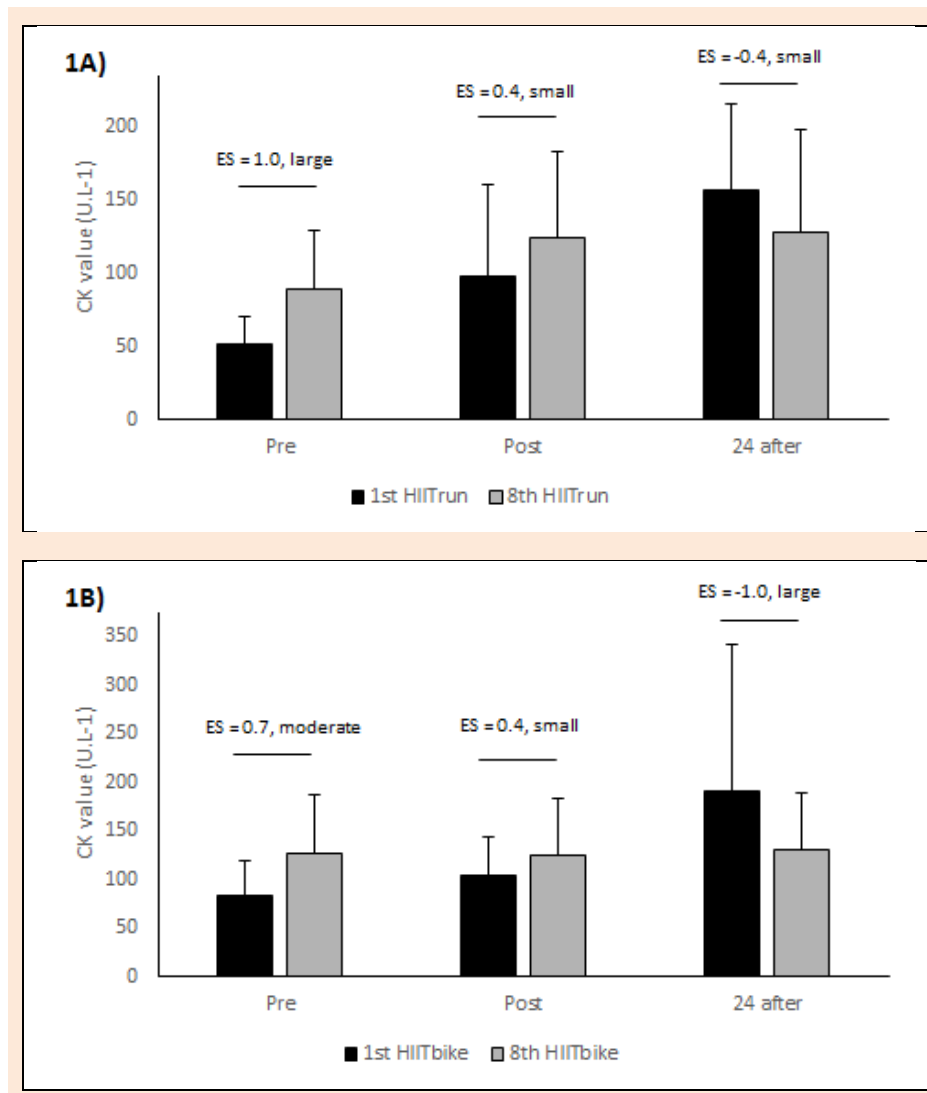 1A)
ES = -0.4, small
ES = 0.4, small
ES = 1.0, large
CK value (U.L-1)
200
150
100
50
0
Pre Post 24 after
1st HIITrun 8th HIITrun
1B)
ES = -1.0, large
ES = 0.7, moderate ES = 0.4, small
CK value (U.L-1)
350
300
250
200
150
100
50
0
Pre Post 24 after
1st HIITbike 8th HIITbike